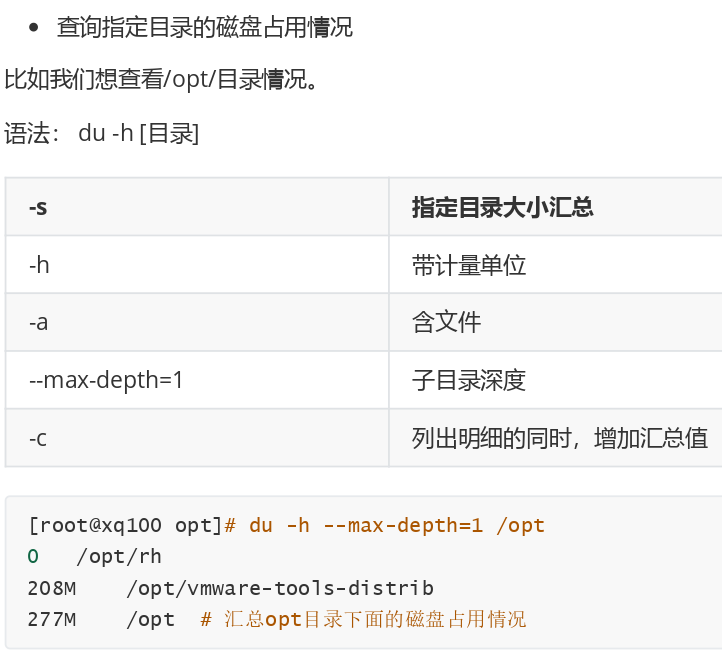 查询指定目录的磁盘占用情况
比如我们想查看/opt/目录情况。
语法： du -h [目录]
-s 指定目录大小汇总
-h 带计量单位
-a 含文件
--max-depth=1 子目录深度
-c 列出明细的同时，增加汇总值
[root@xq100 opt]# du -h --max-depth=1 /opt
0 /opt/rh
208M /opt/vmware-tools-distrib
277M /opt # 汇总opt目录下面的磁盘占用情况